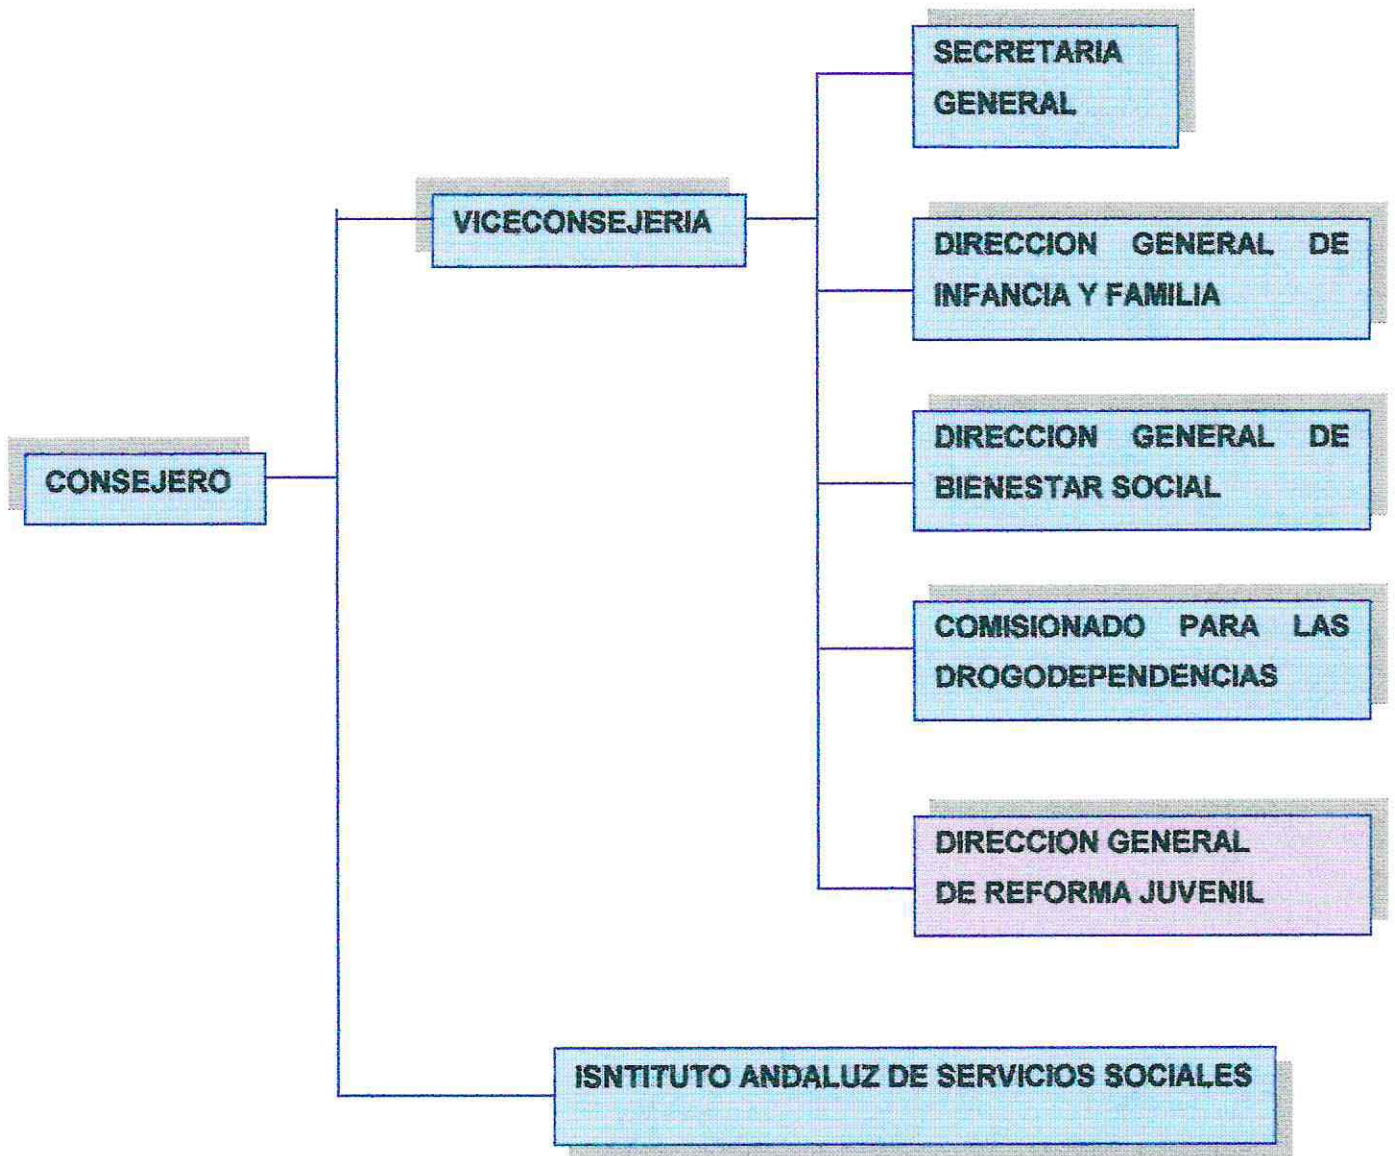 SECRETARIA
GENERAL
VICECONSEJERIA
DIRECCION GENERAL DE
INFANCIA Y FAMILIA
DIRECCION GENERAL DE
BIENESTAR SOCIAL
CONSEJERO
COMISIONADO PARA LAS
DROGODEPENDENCIAS
DIRECCION GENERAL
DE REFORMA JUVENIL
ISNTITUTO ANDALUZ DE SERVICIOS SOCIALES